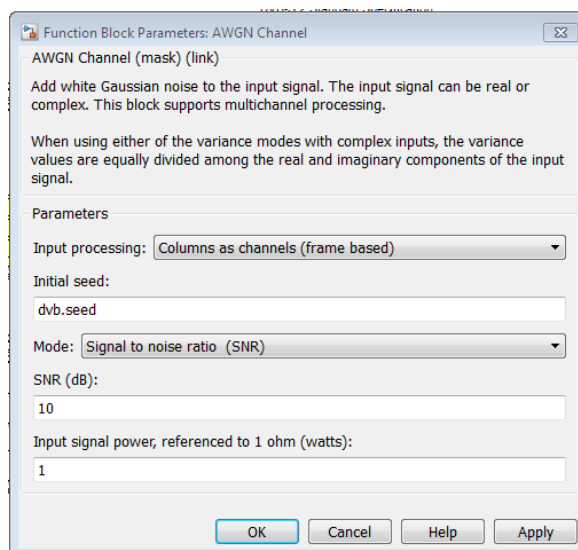 Function Block Parameters: AWGN Channel
AWGN Channel (mask) (link)
Add white Gaussian noise to the input signal. The input signal can be real or
complex. This block supports multichannel processing.
When using either of the variance modes with complex inputs, the variance
values are equally divided among the real and imaginary components of the input
signal.
Parameters
Input processing: Columns as channels (frame based)
Initial seed:
dvb.seed
Mode: Signal to noise ratio (SNR)
SNR (dB):
10
Input signal power, referenced to 1 ohm (watts):
1
OK Cancel Help Apply